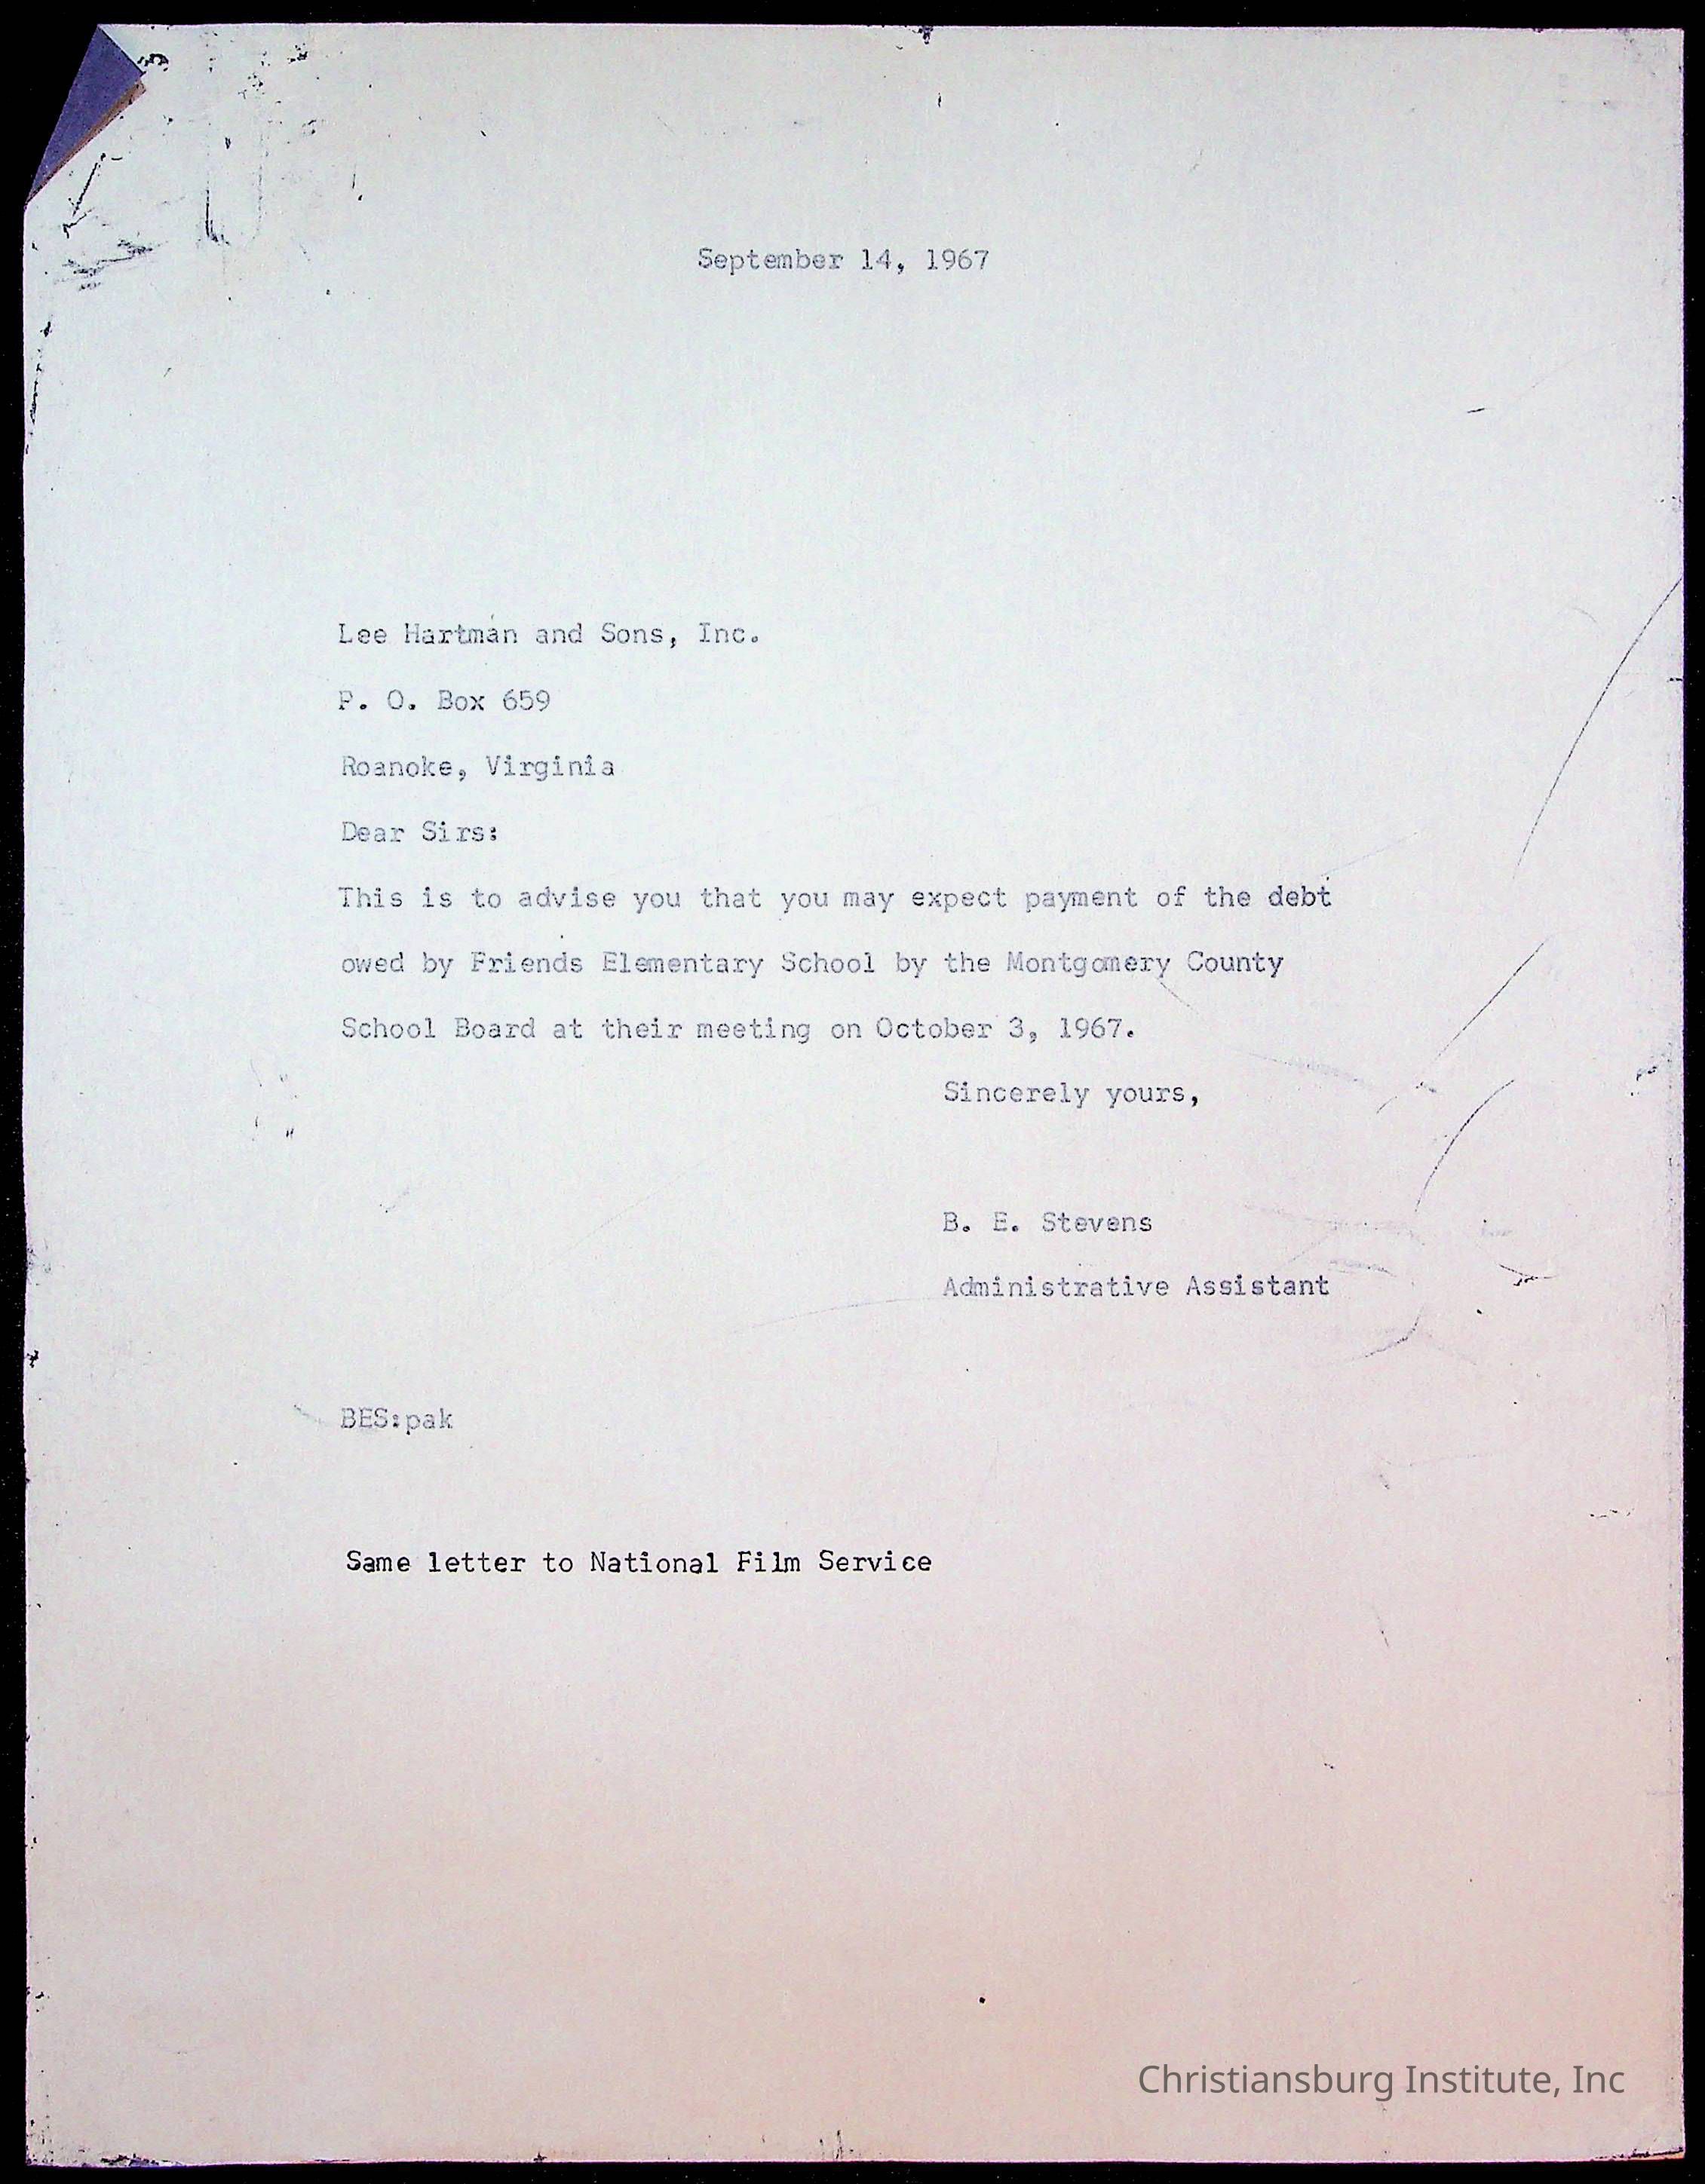 September 14, 1967
Lee Hartman and Sons, Inc.
P. O. Box 659
Roanoke, Virginia
Dear Sirs:
This is to advise you that you may expect payment of the debt
owed by Friends Elementary School by the Montgomery County
School Board at their meeting on October 3, 1967.
Sincerely yours,
B. E. Stevens
Administrative Assistant
BES:pak
Same letter to National Film Service
Christiansburg Institute, Inc